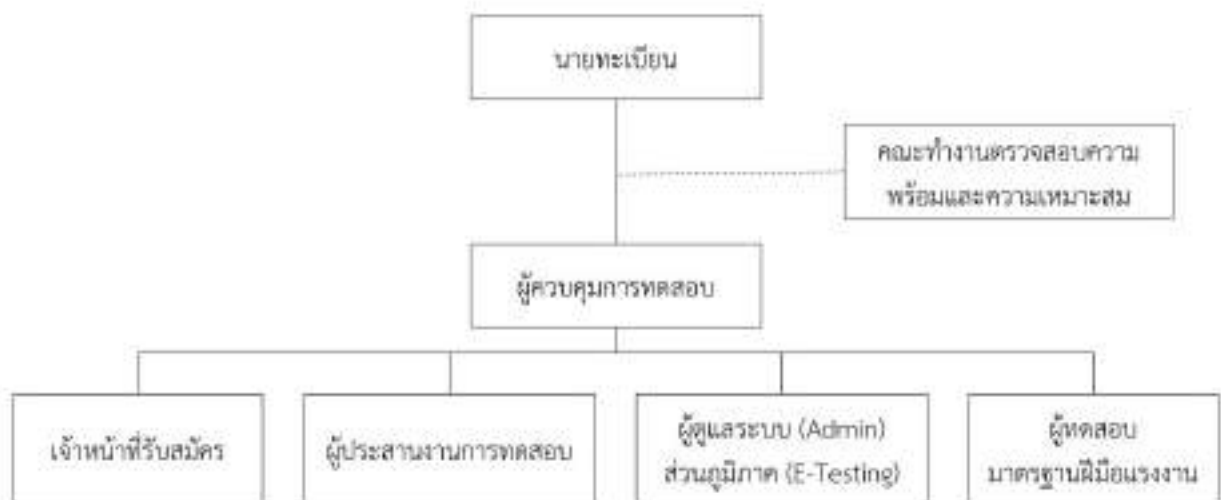 นายทะเบียน
คณะทำงานตรวจสอบความ
พร้อมและความเหมาะสม
ผู้ควบคุมการทดสอบ
เจ้าหน้าที่รับสมัคร
ผู้ประสานงานการทดสอบ
ผู้ดูแลระบบ (Admin)
ส่วนภูมิภาค (E-Testing)
ผู้ทดสอบ
มาตรฐานฝีมือแรงงาน